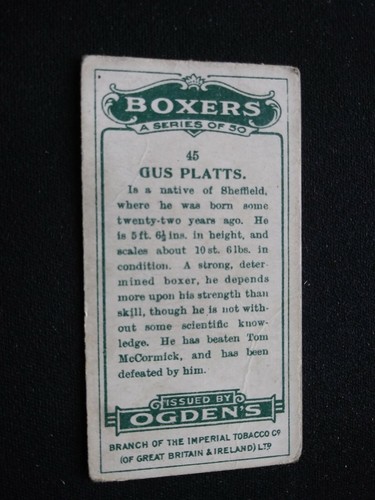 BOXERS
A SERIES OF 50
45
GUS PLATTS.
Is a native of Sheffield,
where he was born some
twenty-two years ago. He
is 5 ft. 6½ ins. in height, and
scales about 10 st. 6 lbs. in
condition. A strong, deter-
mined boxer, he depends
more upon his strength than
skill, though he is not with-
out some scientific know-
ledge. He has beaten Tom
McCormick, and has been
defeated by him.
ISSUED BY
OGDEN'S
BRANCH OF THE IMPERIAL TOBACCO Co
(OF GREAT BRITAIN & IRELAND) LTD